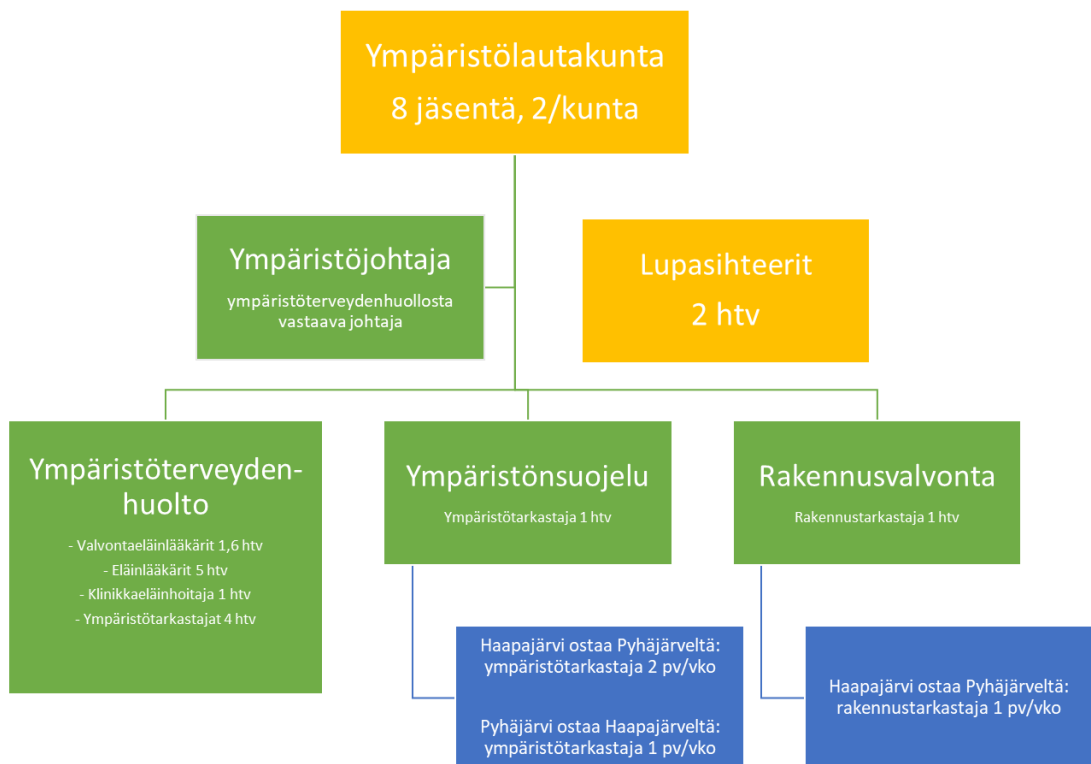 Ympäristölautakunta
8 jäsentä, 2/kunta
Ympäristöjohtaja
ympäristöterveydenhuollosta
vastaava johtaja
Lupasihteerit
2 htv
Ympäristöterveyden-
huolto
- Valvontaeläinlääkärit 1,6 htv
- Eläinlääkärit 5 htv
- Klinikkaeläinhoitaja 1 htv
- Ympäristötarkastajat 4 htv
Ympäristönsuojelu
Ympäristötarkastaja 1 htv
Rakennusvalvonta
Rakennustarkastaja 1 htv
Haapajärvi ostaa Pyhäjärveltä:
ympäristötarkastaja 2 pv/vko
Pyhäjärvi ostaa Haapajärveltä:
ympäristötarkastaja 1 pv/vko
Haapajärvi ostaa Pyhäjärveltä:
rakennustarkastaja 1 pv/vko